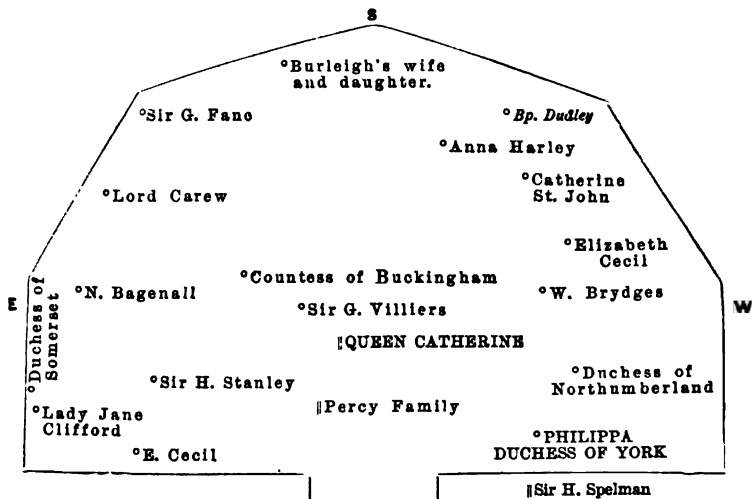 S
°Burleigh's wife
and daughter.
°Sir G. Fane
°Bp. Dudley
°Anna Harley
°Lord Carew
°Catherine
St. John
°Elizabeth
Cecil
E
°Duchess of
Somerset
°N. Bagenall
°Countess of Buckingham
°W. Brydges
W
°Sir G. Villiers
‖QUEEN CATHERINE
°Sir H. Stanley
°Duchess of
Northumberland
‖Percy Family
°Lady Jane
Clifford
°E. Cecil
°PHILIPPA
DUCHESS OF YORK
‖Sir H. Spelman